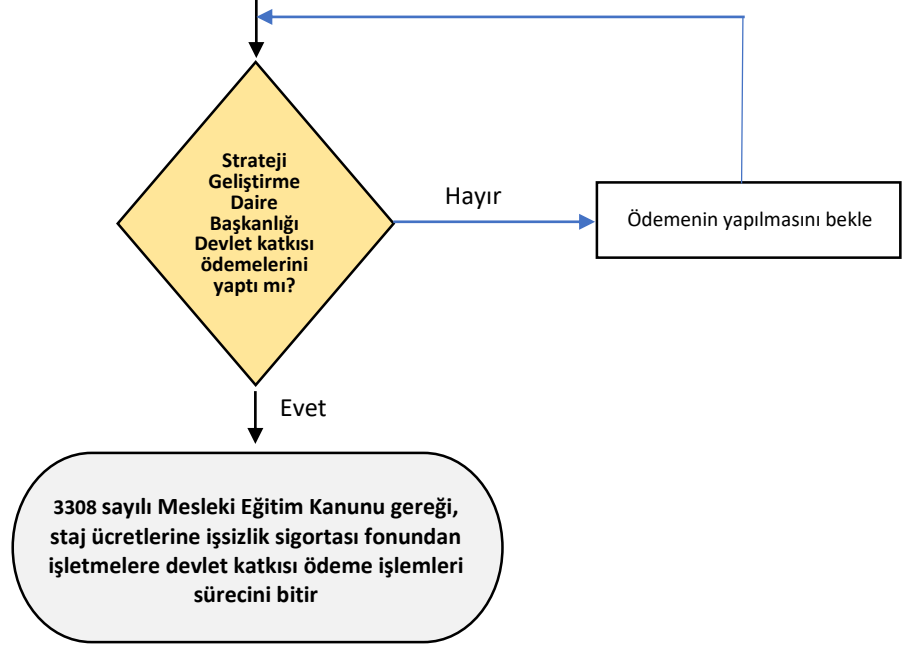 Strateji
Geliştirme
Daire
Başkanlığı
Devlet katkısı
ödemelerini
yaptı mı?
Hayır
Ödemenin yapılmasını bekle
Evet
3308 sayılı Mesleki Eğitim Kanunu gereği,
staj ücretlerine işsizlik sigortası fonundan
işletmelere devlet katkısı ödeme işlemleri
sürecini bitir